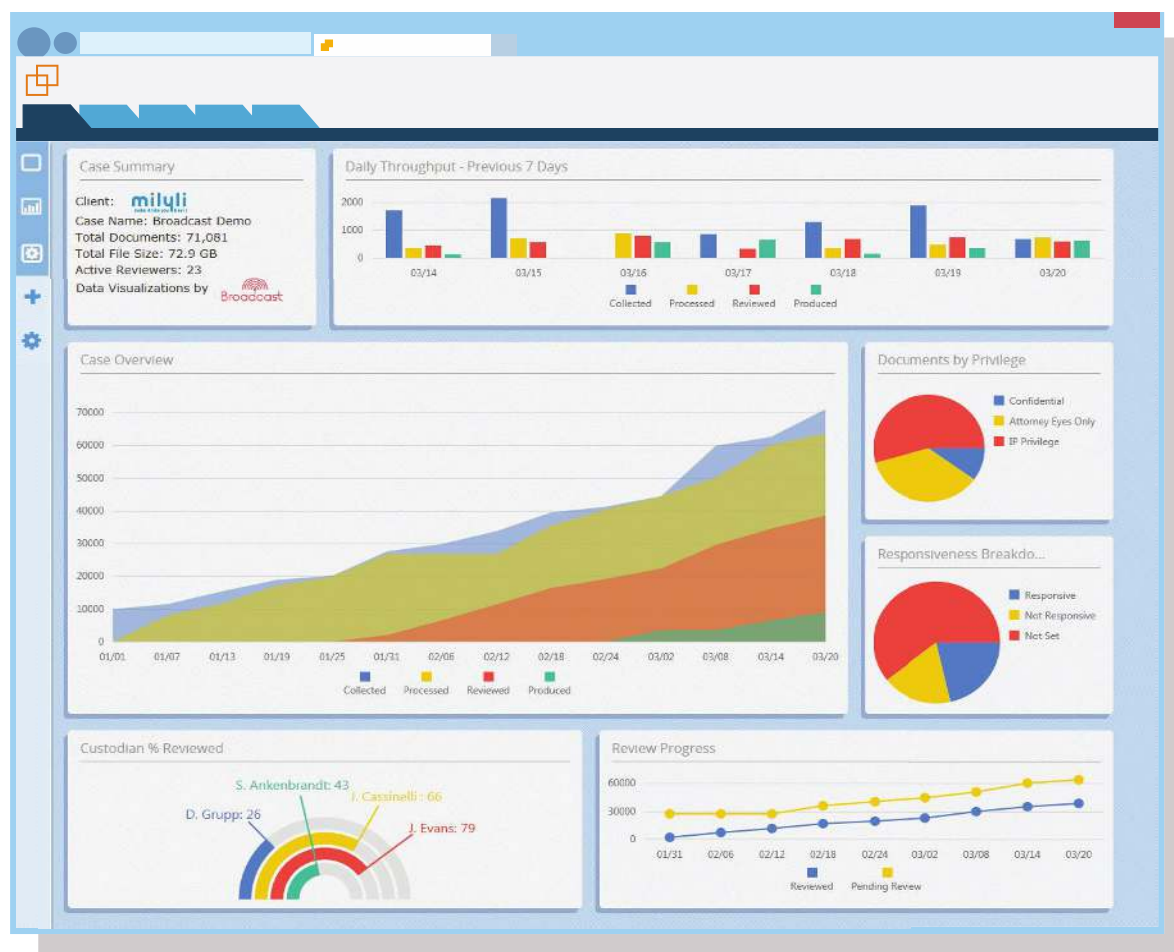 Case Summary
Client: milyli
Case Name: Broadcast Demo
Total Documents: 71,081
Total File Size: 72.9 GB
Active Reviewers: 23
Data Visualizations by Broadcast
Daily Throughput - Previous 7 Days
2000
1000
0
03/14 03/15 03/16 03/17 03/18 03/19 03/20
Collected Processed Reviewed Produced
Case Overview
70000
60000
50000
40000
30000
20000
10000
0
01/01 01/07 01/13 01/19 01/25 01/31 02/06 02/12 02/18 02/24 03/02 03/08 03/14 03/20
Collected Processed Reviewed Produced
Documents by Privilege
Confidential
Attorney Eyes Only
IP Privilege
Responsiveness Breakdo...
Responsive
Not Responsive
Not Set
Custodian % Reviewed
S. Ankenbrandt: 43
J. Cassinelli : 66
D. Grupp: 26
J. Evans: 79
Review Progress
60000
30000
0
01/31 02/06 02/12 02/18 02/24 03/02 03/08 03/14 03/20
Reviewed Pending Revew